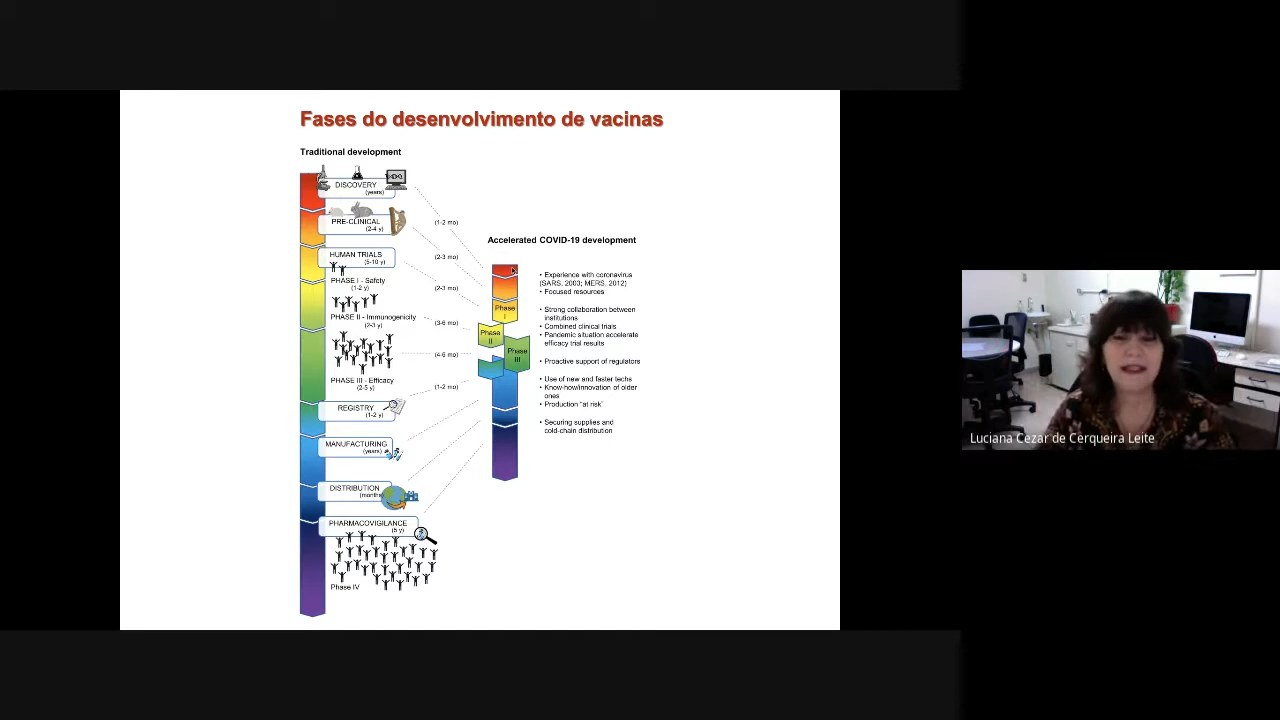 Fases do desenvolvimento de vacinas
Traditional development
DISCOVERY
(years)
PRE-CLINICAL
(2-4 y)
HUMAN TRIALS
(5-10 y)
PHASE I - Safety
(1-2 y)
PHASE II - Immunogenicity
(2-3 y)
PHASE III - Efficacy
(2-5 y)
REGISTRY
(1-2 y)
MANUFACTURING
(years)
DISTRIBUTION
(months)
PHARMACOVIGILANCE
(5 y)
Phase IV
(1-2 mo)
(2-3 mo)
(2-3 mo)
(3-6 mo)
(4-6 mo)
(1-2 mo)
Accelerated COVID-19 development
Phase
I
Phase
II
Phase
III
• Experience with coronavirus
(SARS, 2003; MERS, 2012)
• Focused resources
• Strong collaboration between
institutions
• Combined clinical trials
• Pandemic situation accelerate
efficacy trial results
• Proactive support of regulators
• Use of new and faster techs
• Know-how/innovation of older
ones
• Production "at risk"
• Securing supplies and
cold-chain distribution
Luciana Cezar de Cerqueira Leite